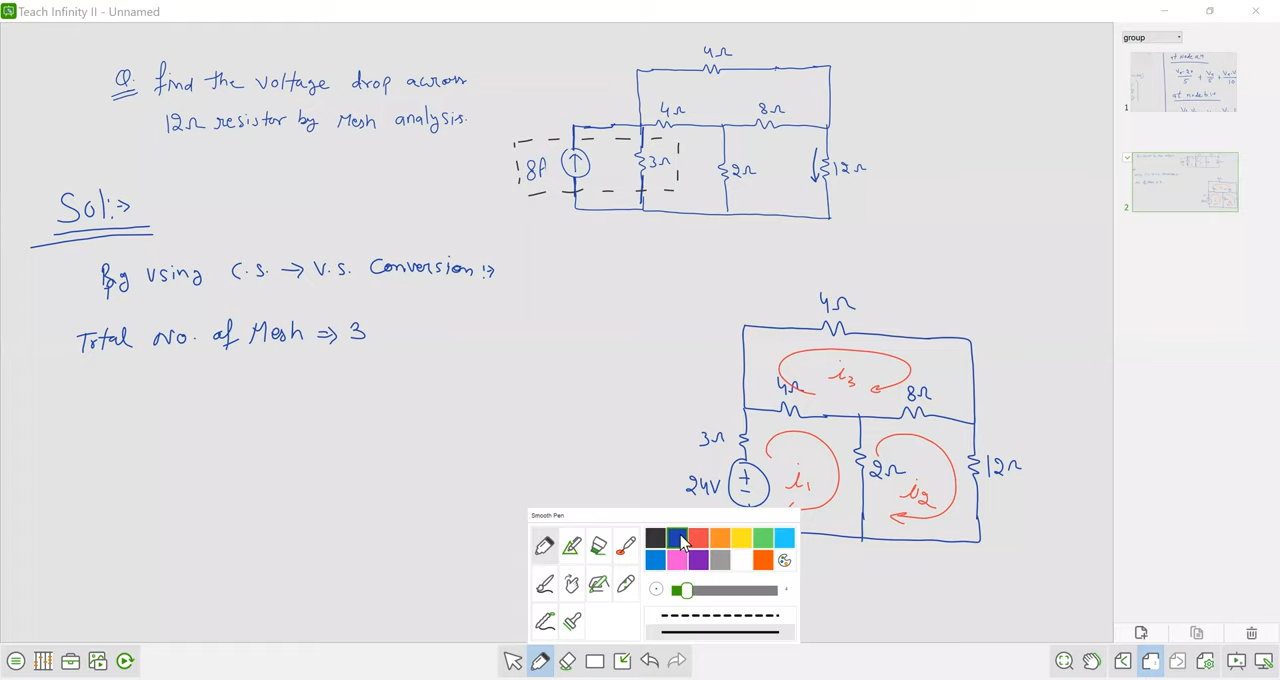 Teach Infinity II - Unnamed
group
Q. find the voltage drop across
12Ω resistor by Mesh analysis.
4Ω
4Ω
8Ω
8A
3Ω
2Ω
12Ω
Sol:→
By using C.S. → V.S. Conversion:→
Total No. of Mesh ⇒ 3
4Ω
i3
4Ω
8Ω
3Ω
24V
+
-
i1
2Ω
i2
12Ω
Smooth Pen
1
2